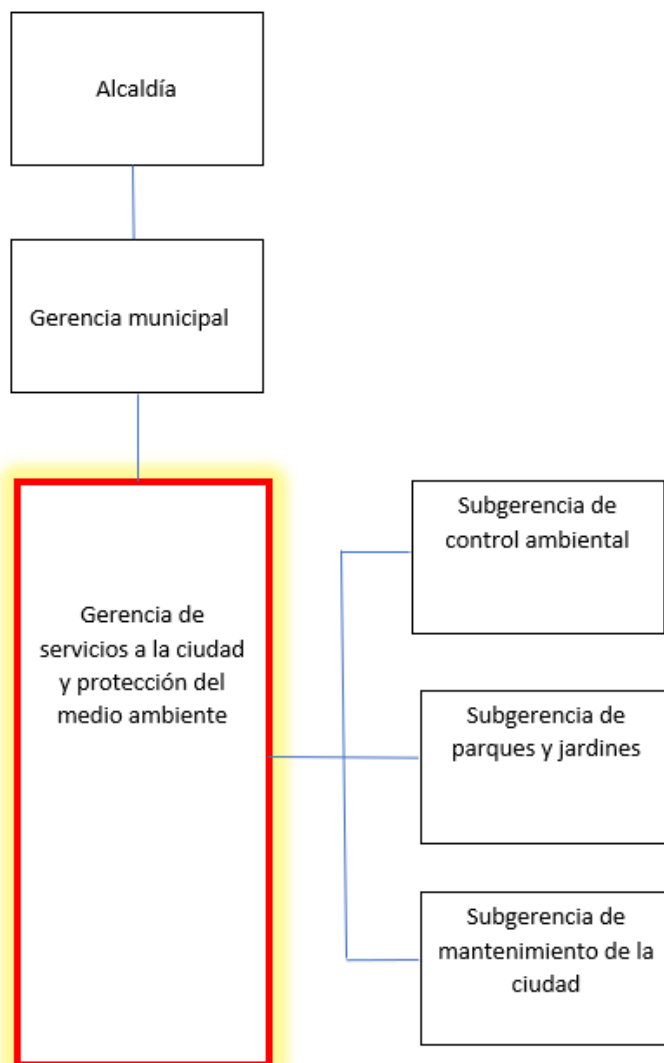 Alcaldía
Gerencia municipal
Gerencia de
servicios a la ciudad
y protección del
medio ambiente
Subgerencia de
control ambiental
Subgerencia de
parques y jardines
Subgerencia de
mantenimiento de la
ciudad